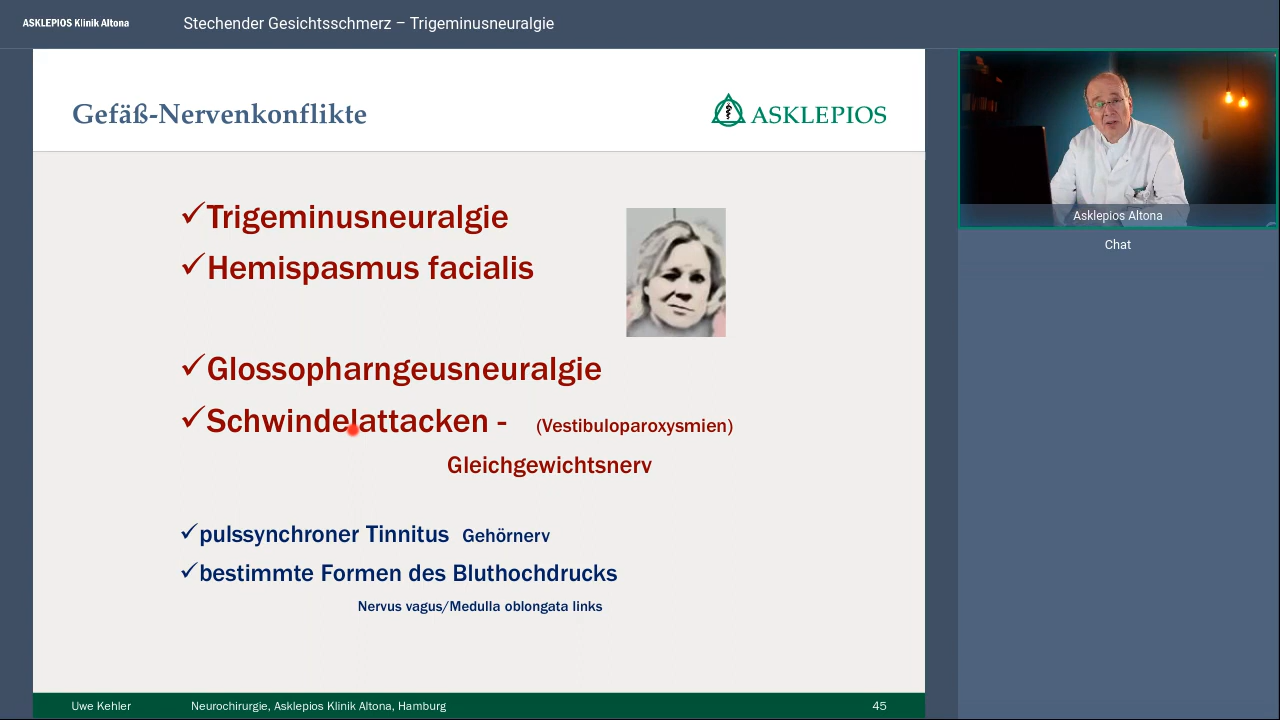 ASKLEPIOS Klinik Altona
Stechender Gesichtsschmerz – Trigeminusneuralgie
Gefäß-Nervenkonflikte
ASKLEPIOS
✓Trigeminusneuralgie
✓Hemispasmus facialis
✓Glossopharngeusneuralgie
✓Schwindelattacken - (Vestibuloparoxysmien)
Gleichgewichtsnerv
✓pulssynchroner Tinnitus Gehörnerv
✓bestimmte Formen des Bluthochdrucks
Nervus vagus/Medulla oblongata links
Uwe Kehler Neurochirurgie, Asklepios Klinik Altona, Hamburg 45
Asklepios Altona
Chat